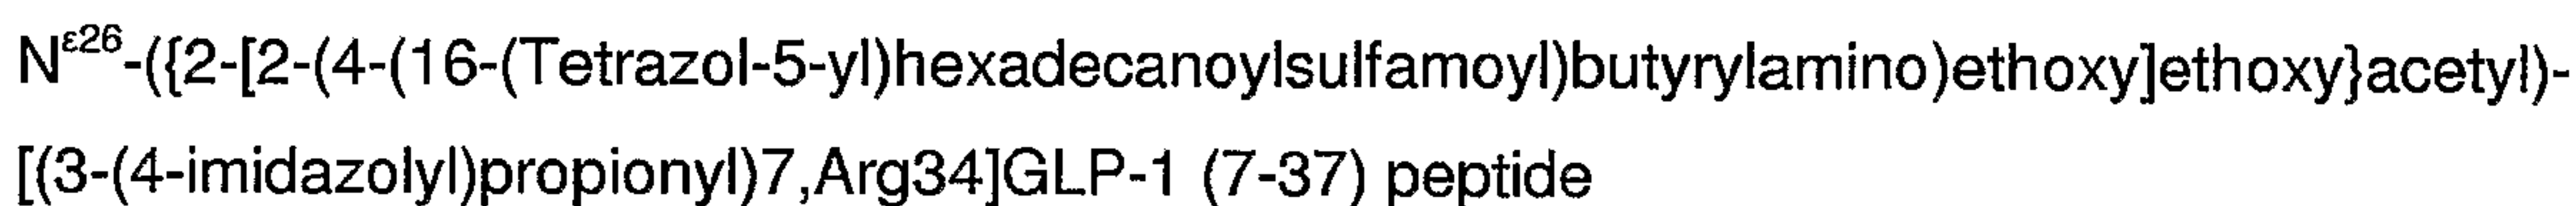 N^ε26-({2-[2-(4-(16-(Tetrazol-5-yl)hexadecanoylsulfamoyl)butyrylamino)ethoxy]ethoxy}acetyl)-
[(3-(4-imidazolyl)propionyl)7,Arg34]GLP-1 (7-37) peptide